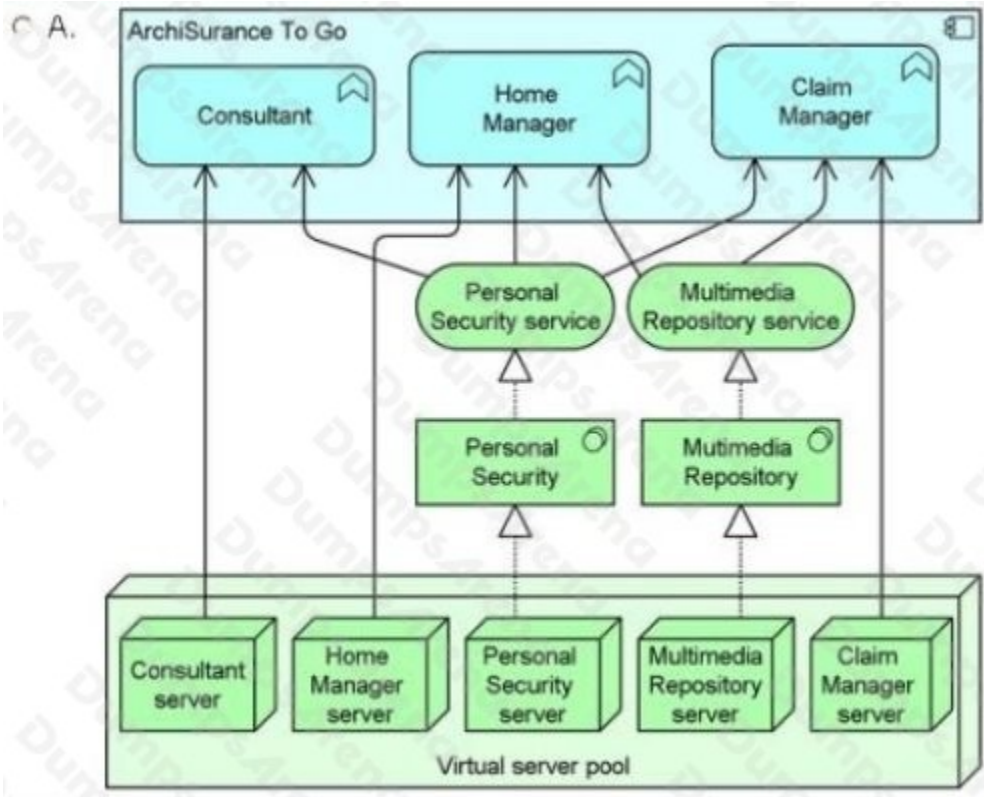 C A.
ArchiSurance To Go
Consultant
Home
Manager
Claim
Manager
Personal
Security service
Multimedia
Repository service
Personal
Security
Mutimedia
Repository
Consultant
server
Home
Manager
server
Personal
Security
server
Multimedia
Repository
server
Claim
Manager
server
Virtual server pool
DumpsArena